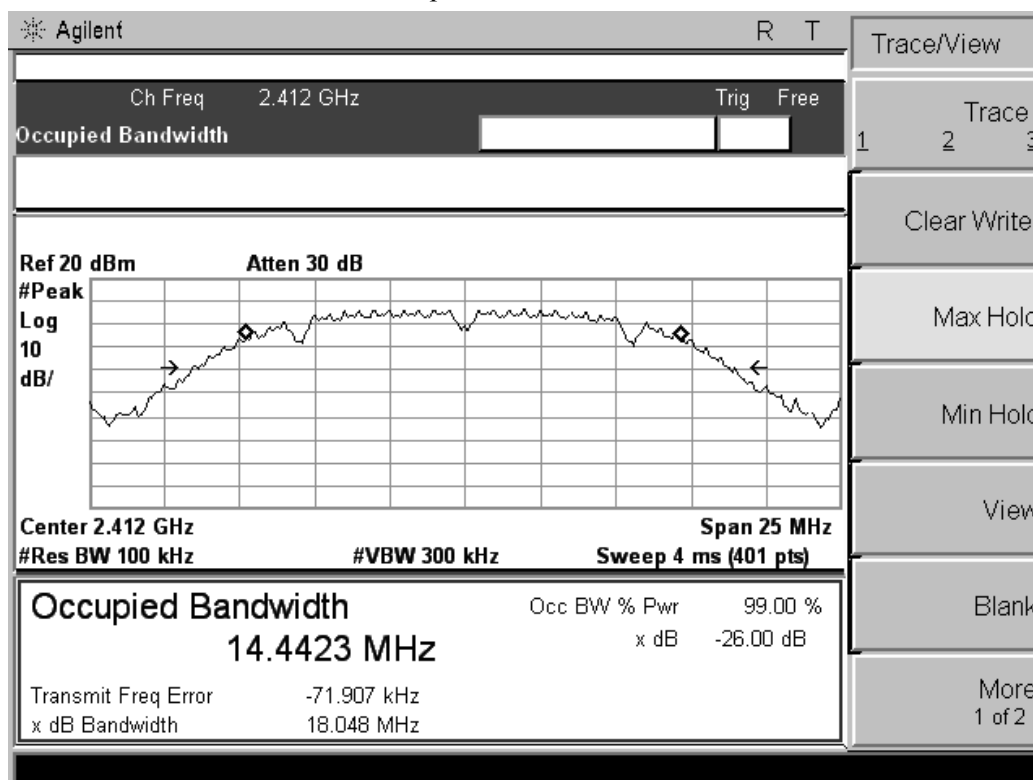 Agilent R T
Ch Freq 2.412 GHz Trig Free
Occupied Bandwidth
Ref 20 dBm Atten 30 dB
#Peak
Log
10
dB/
Center 2.412 GHz Span 25 MHz
#Res BW 100 kHz #VBW 300 kHz Sweep 4 ms (401 pts)
Occupied Bandwidth
14.4423 MHz
Occ BW % Pwr 99.00 %
x dB -26.00 dB
Transmit Freq Error -71.907 kHz
x dB Bandwidth 18.048 MHz
Trace/View
Trace
1 2 3
Clear Write
Max Hold
Min Hold
View
Blank
More
1 of 2